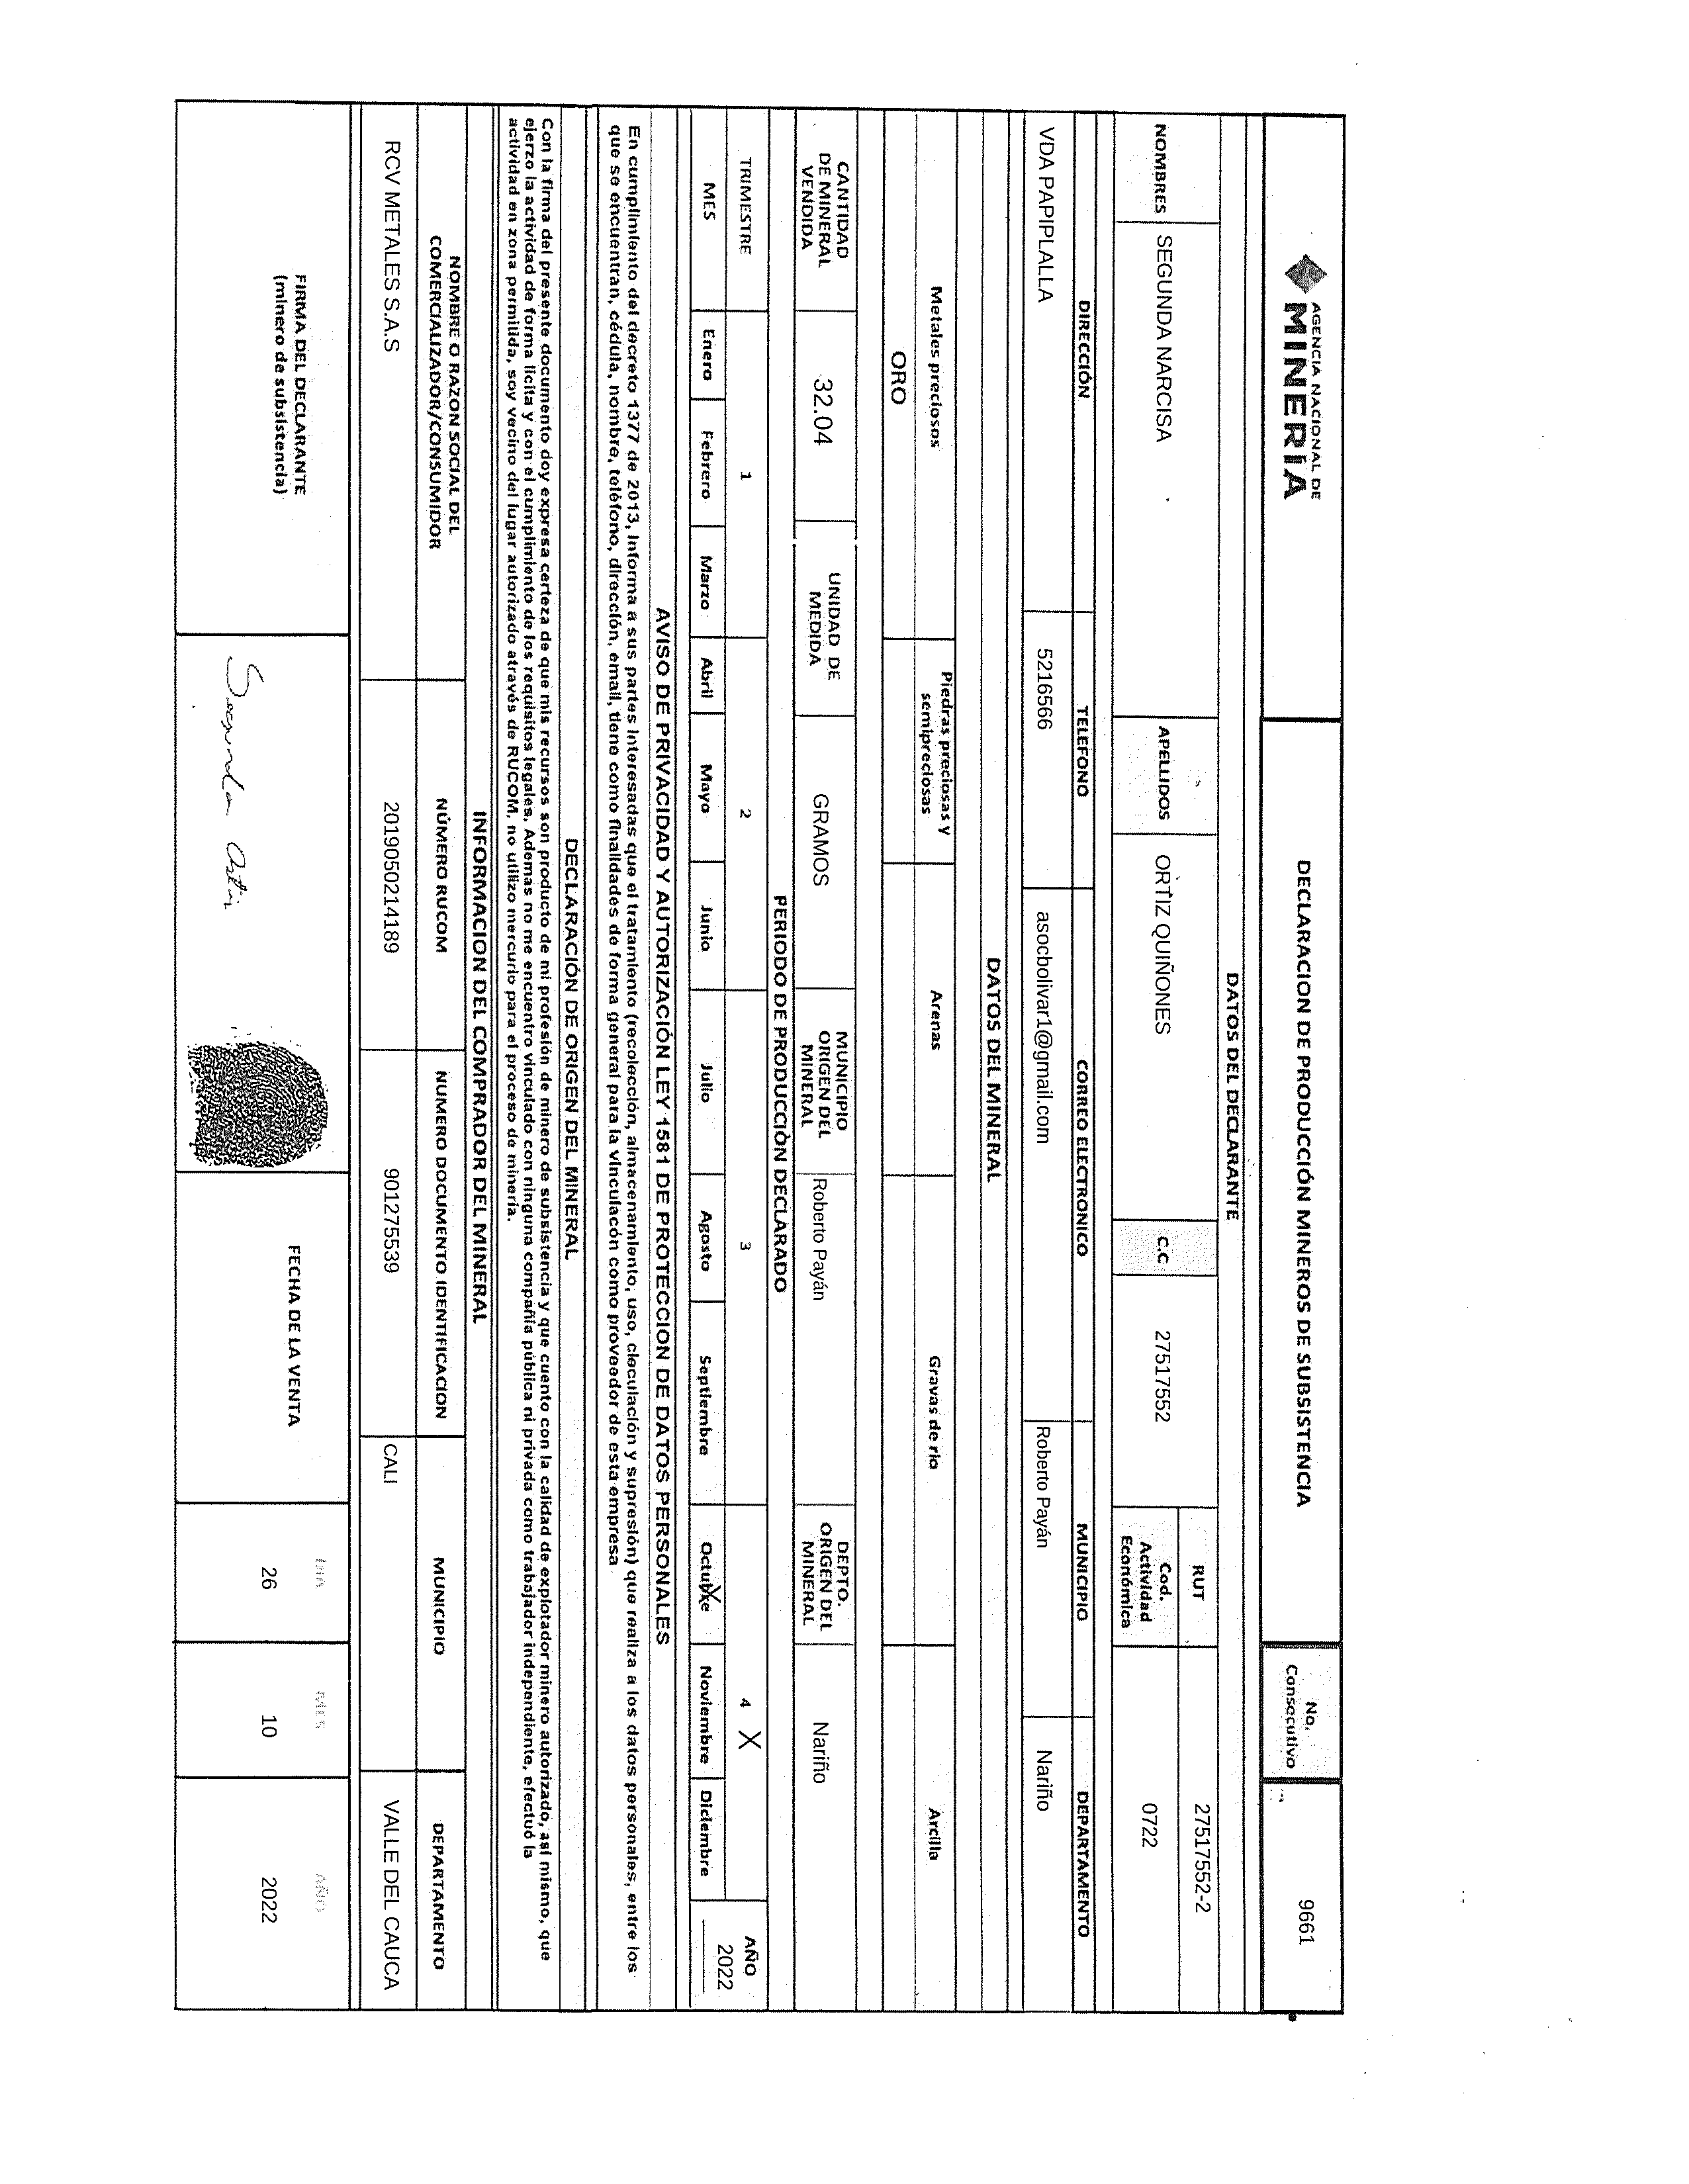 AGENCIA NACIONAL DE
MINERÍA
DECLARACION DE PRODUCCIÓN MINEROS DE SUBSISTENCIA
No.
Consecutivo
9661
DATOS DEL DECLARANTE
NOMBRES
SEGUNDA NARCISA
APELLIDOS
ORTIZ QUIÑONES
C.C
27517552
RUT
27517552-2
Cod.
Actividad
Económica
0722
DIRECCIÓN
TELEFONO
CORREO ELECTRONICO
MUNICIPIO
DEPARTAMENTO
VDA PAPIPLALLA
5216566
asocbolivar1@gmail.com
Roberto Payán
Nariño
DATOS DEL MINERAL
Metales preciosos
Piedras preciosas y
semipreciosas
Arenas
Gravas de rio
Arcilla
ORO
CANTIDAD
DE MINERAL
VENDIDA
32.04
UNIDAD DE
MEDIDA
GRAMOS
MUNICIPIO
ORIGEN DEL
MINERAL
Roberto Payán
DEPTO.
ORIGEN DEL
MINERAL
Nariño
PERIODO DE PRODUCCIÓN DECLARADO
TRIMESTRE
1
2
3
4 X
AÑO
2022
MES
Enero
Febrero
Marzo
Abril
Mayo
Junio
Julio
Agosto
Septiembre
Octubre X
Noviembre
Diciembre
AVISO DE PRIVACIDAD Y AUTORIZACIÓN LEY 1581 DE PROTECCION DE DATOS PERSONALES
En cumplimiento del decreto 1377 de 2013, informa a sus partes interesadas que el tratamiento (recolección, almacenamiento, uso, cieculación y supresión) que realiza a los datos personales, entre los
que se encuentran, cédula, nombre, teléfono, dirección, email, tiene como finalidades de forma general para la vinculación como proveedor de esta empresa
DECLARACIÓN DE ORIGEN DEL MINERAL
Con la firma del presente documento doy expresa certeza de que mis recursos son producto de mi profesión de minero de subsistencia y que cuento con la calidad de explotador minero autorizado, así mismo, que
ejerzo la actividad de forma licita y con el cumplimiento de los requisitos legales. Ademas no me encuentro vinculado con ninguna compañia pública ni privada como trabajador independiente, efectuó la
actividad en zona permitida, soy vecino del lugar autorizado através de RUCOM, no utilizo mercurio para el proceso de minería.
INFORMACION DEL COMPRADOR DEL MINERAL
NOMBRE O RAZON SOCIAL DEL
COMERCIALIZADOR/CONSUMIDOR
NÚMERO RUCOM
NUMERO DOCUMENTO IDENTIFICACION
MUNICIPIO
DEPARTAMENTO
RCV METALES S.A.S
2019050214189
901275539
CALI
VALLE DEL CAUCA
FIRMA DEL DECLARANTE
(minero de subsistencia)
Segunda Ortiz
FECHA DE LA VENTA
DIA
26
MES
10
AÑO
2022